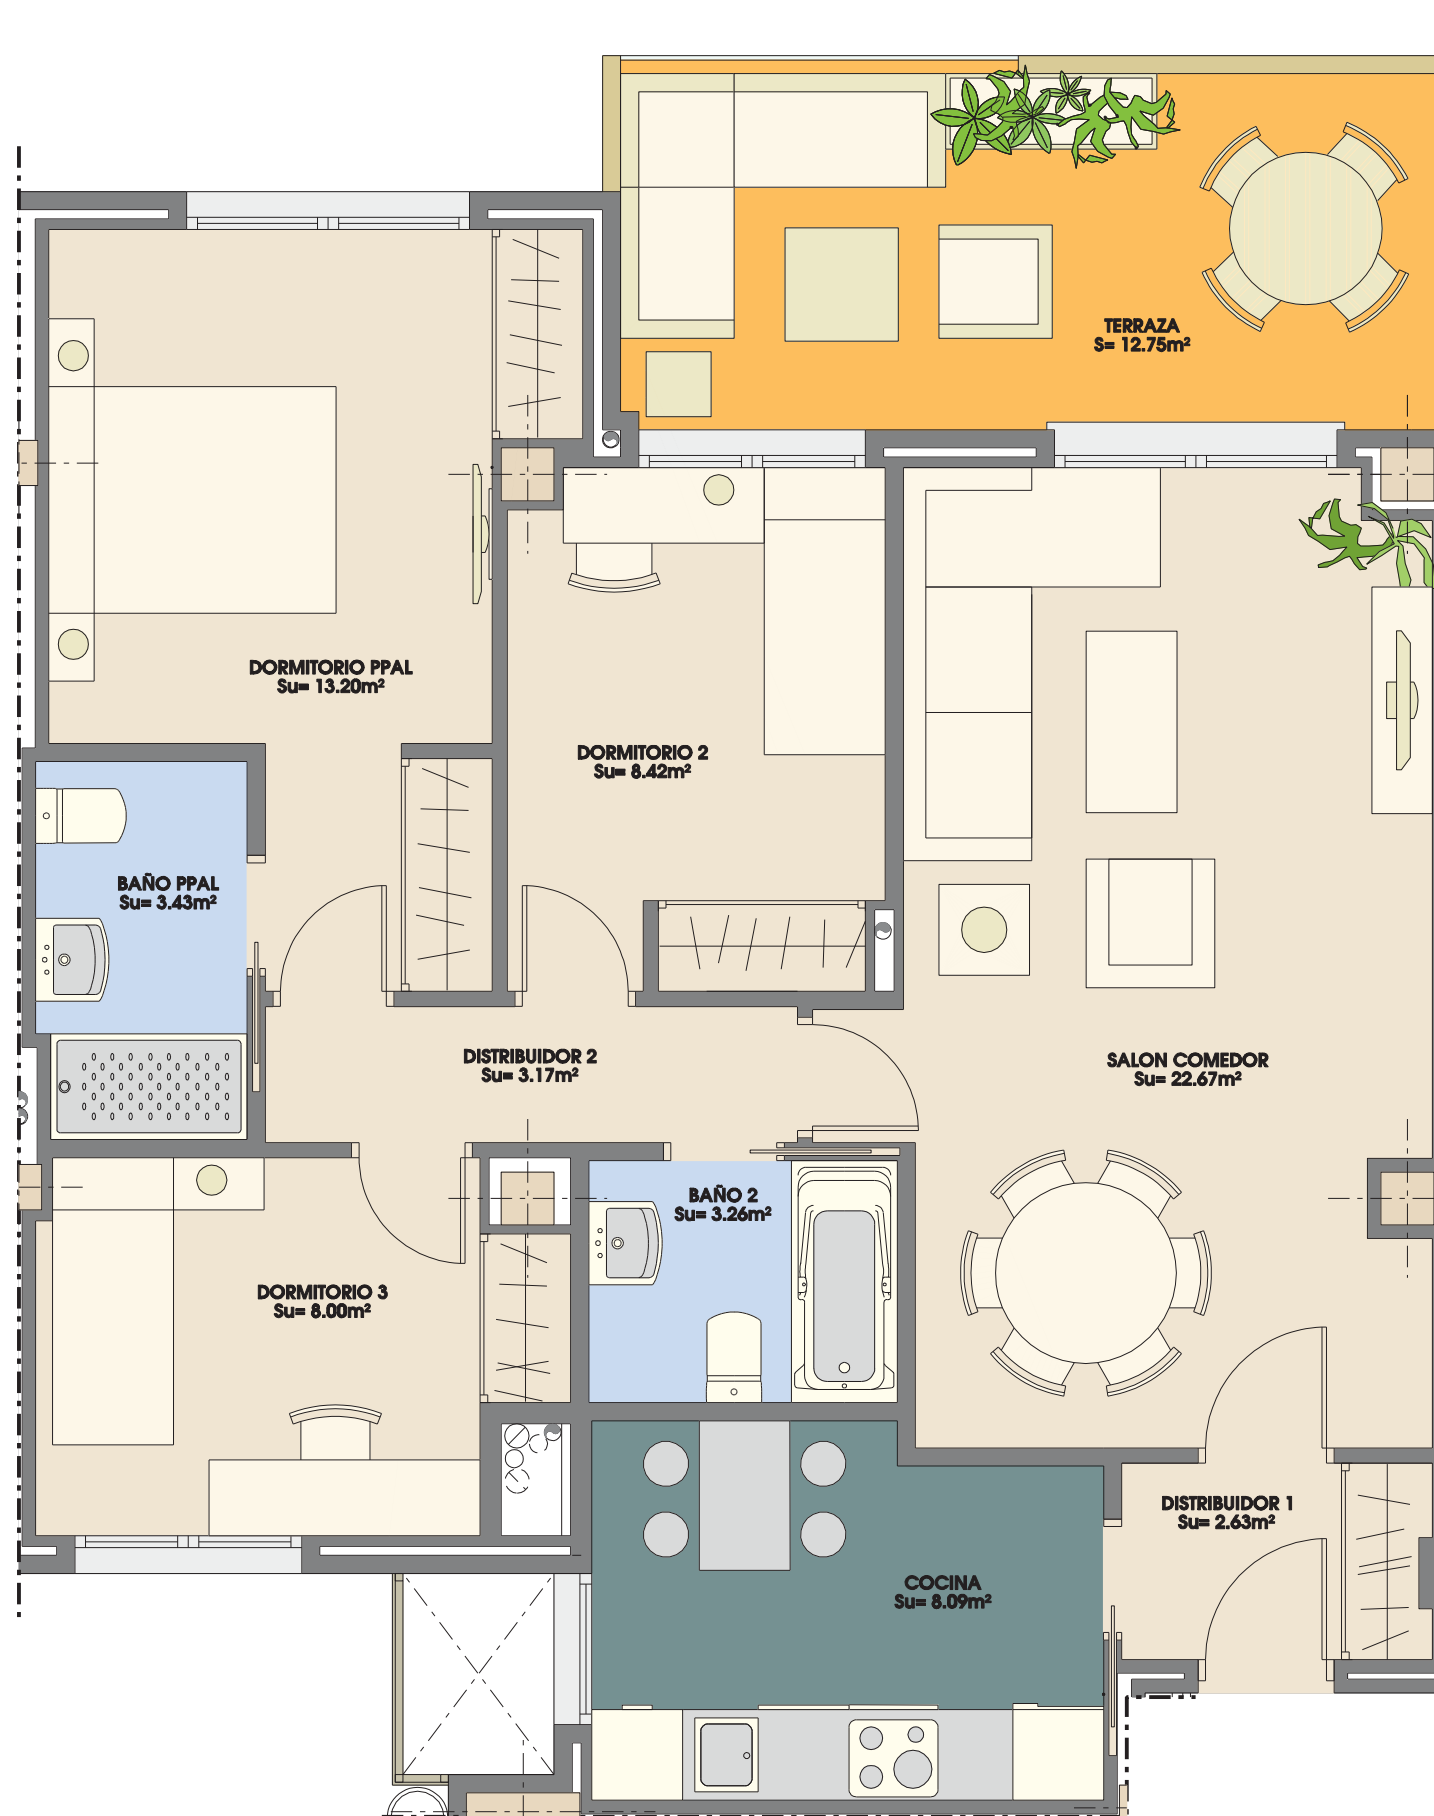 TERRAZA
S= 12.75m²
DORMITORIO PPAL
Su= 13.20m²
DORMITORIO 2
Su= 8.42m²
BAÑO PPAL
Su= 3.43m²
DISTRIBUIDOR 2
Su= 3.17m²
SALON COMEDOR
Su= 22.67m²
BAÑO 2
Su= 3.26m²
DORMITORIO 3
Su= 8.00m²
DISTRIBUIDOR 1
Su= 2.63m²
COCINA
Su= 8.09m²